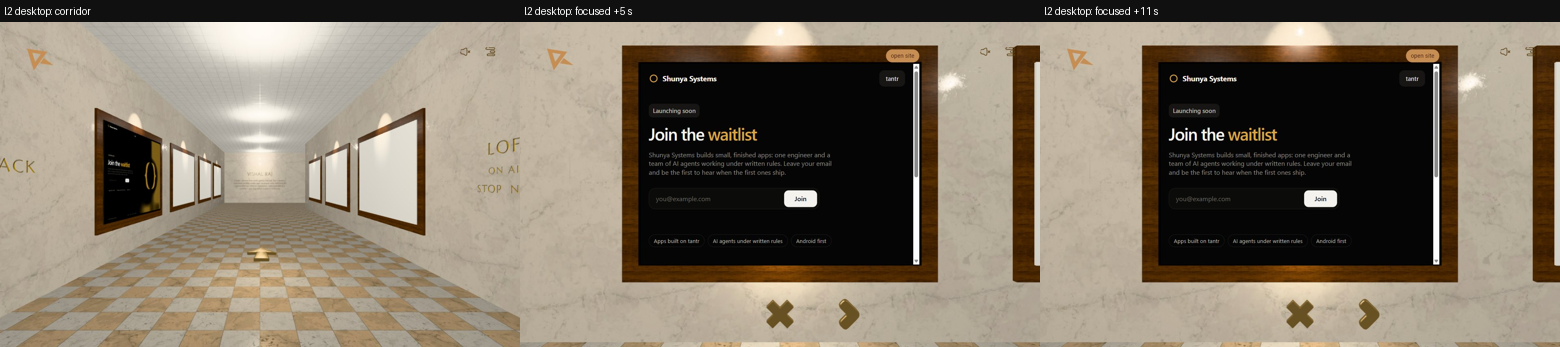 l2 desktop: corridor
ACK
LOF
ON AI
STOP N
Join the waitlist
l2 desktop: focused +5 s
open site
Shunya Systems
tantr
Launching soon
Join the waitlist
Shunya Systems builds small, finished apps: one engineer and a
team of AI agents working under written rules. Leave your email
and be the first to hear when the first ones ship.
you@example.com
Join
Apps built on tantr
AI agents under written rules
Android first
l2 desktop: focused +11 s
open site
Shunya Systems
tantr
Launching soon
Join the waitlist
Shunya Systems builds small, finished apps: one engineer and a
team of AI agents working under written rules. Leave your email
and be the first to hear when the first ones ship.
you@example.com
Join
Apps built on tantr
AI agents under written rules
Android first